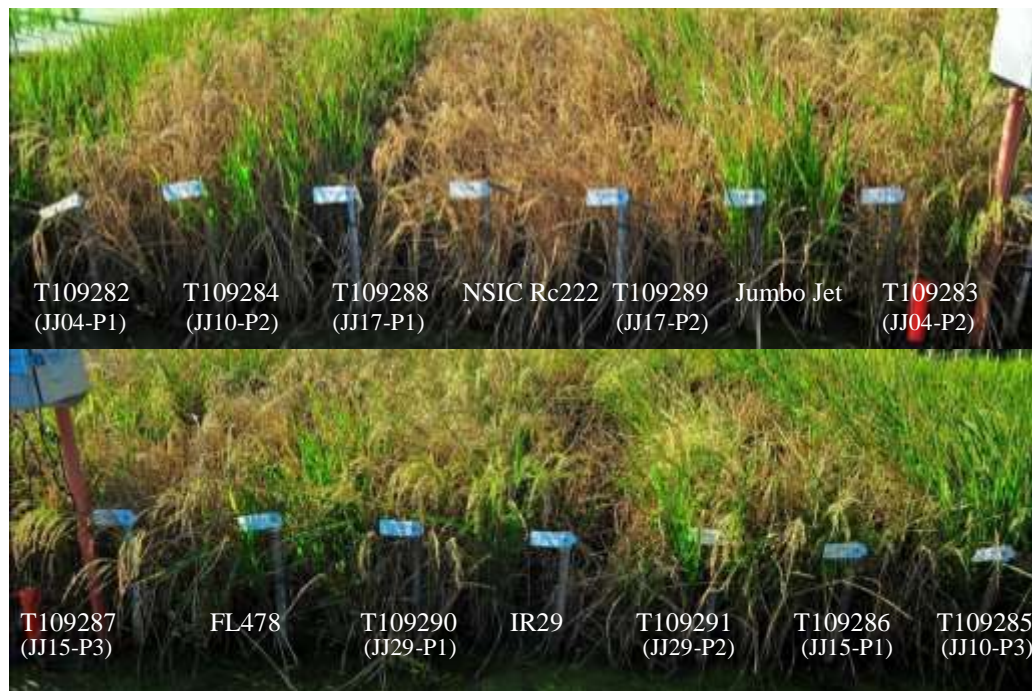 T109282 T109284 T109288 NSIC Rc222 T109289 Jumbo Jet T109283
(JJ04-P1) (JJ10-P2) (JJ17-P1) (JJ17-P2) (JJ04-P2)
T109287 FL478 T109290 IR29 T109291 T109286 T109285
(JJ15-P3) (JJ29-P1) (JJ29-P2) (JJ15-P1) (JJ10-P3)